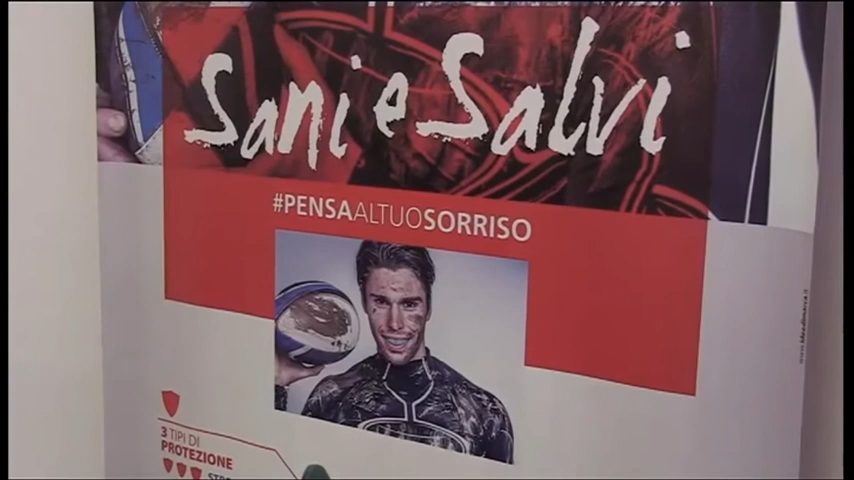 Sani e Salvi
#PENSAALTUOSORRISO
3 TIPI DI
PROTEZIONE